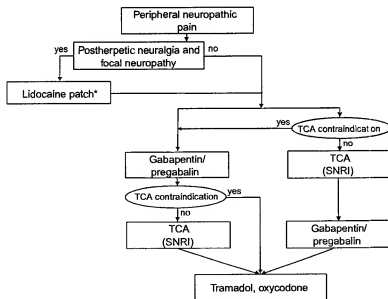 Peripheral neuropathic
pain
yes
Postherpetic neuralgia and
focal neuropathy
no
Lidocaine patch*
yes
TCA contraindication
no
Gabapentin/
pregabalin
TCA
(SNRI)
TCA contraindication
yes
no
TCA
(SNRI)
Gabapentin/
pregabalin
Tramadol, oxycodone